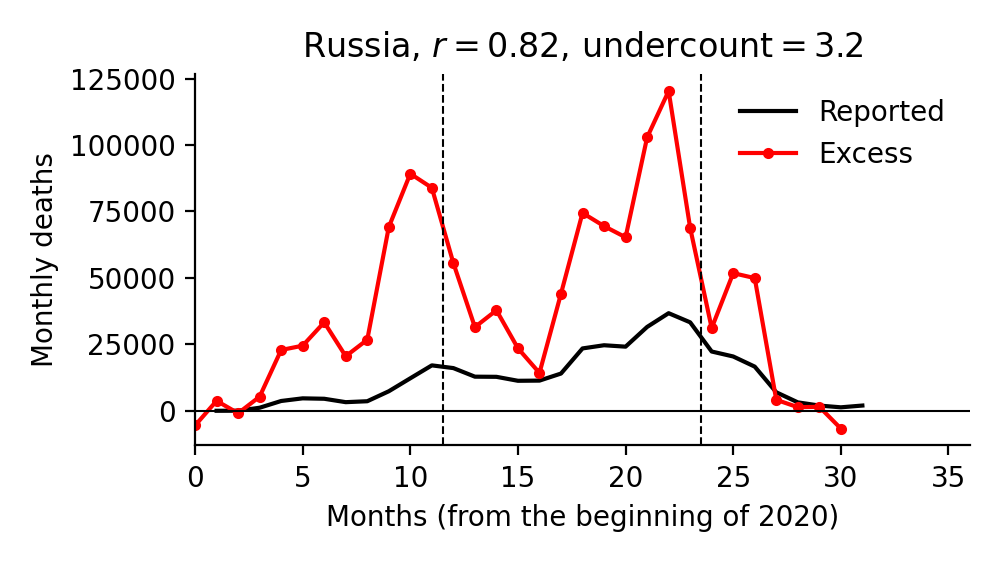 Russia, r = 0.82, undercount = 3.2
125000
100000
75000
50000
25000
0
Monthly deaths
Reported
Excess
0 5 10 15 20 25 30 35
Months (from the beginning of 2020)